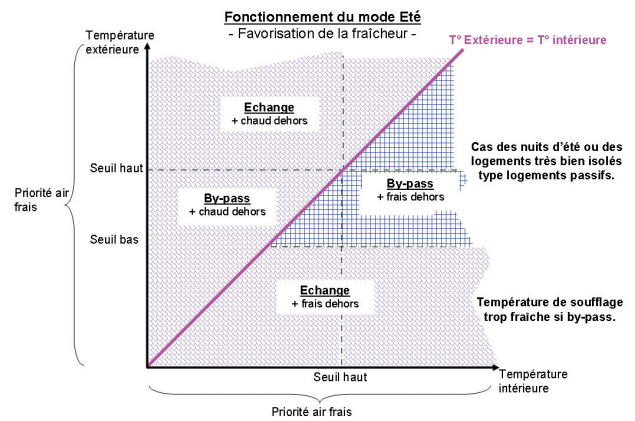 Fonctionnement du mode Eté
- Favorisation de la fraîcheur -
Température
extérieure
T° Extérieure = T° intérieure
Echange
+ chaud dehors
Cas des nuits d'été ou des
logements très bien isolés
type logements passifs.
Seuil haut
Priorité air
frais
By-pass
+ chaud dehors
By-pass
+ frais dehors
Seuil bas
Echange
+ frais dehors
Température de soufflage
trop fraîche si by-pass.
Seuil haut
Température
intérieure
Priorité air frais